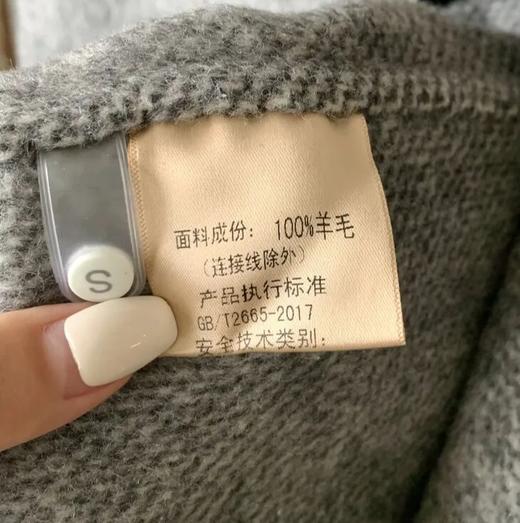 面料成份: 100%羊毛
(连接线除外)
产品执行标准
GB/T2665-2017
安全技术类别:
S